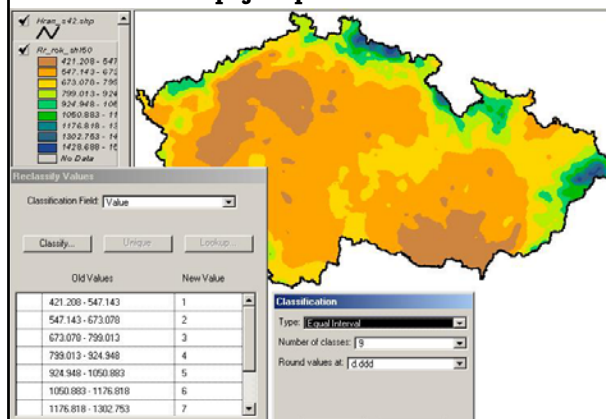 Hran_s42.shp
Rr_rok_shl50
421.208 - 547
547.143 - 673
673.078 - 799
799.013 - 924
924.948 - 105
1050.883 - 11
1176.818 - 13
1302.753 - 14
1428.688 - 15
No Data
Reclassify Values
Classification Field: Value
Classify...
Unique
Lookup...
Old Values New Value
421.208 - 547.143 1
547.143 - 673.078 2
673.078 - 799.013 3
799.013 - 924.948 4
924.948 - 1050.883 5
1050.883 - 1176.818 6
1176.818 - 1302.753 7
Classification
Type: Equal Interval
Number of classes: 9
Round values at: d.ddd